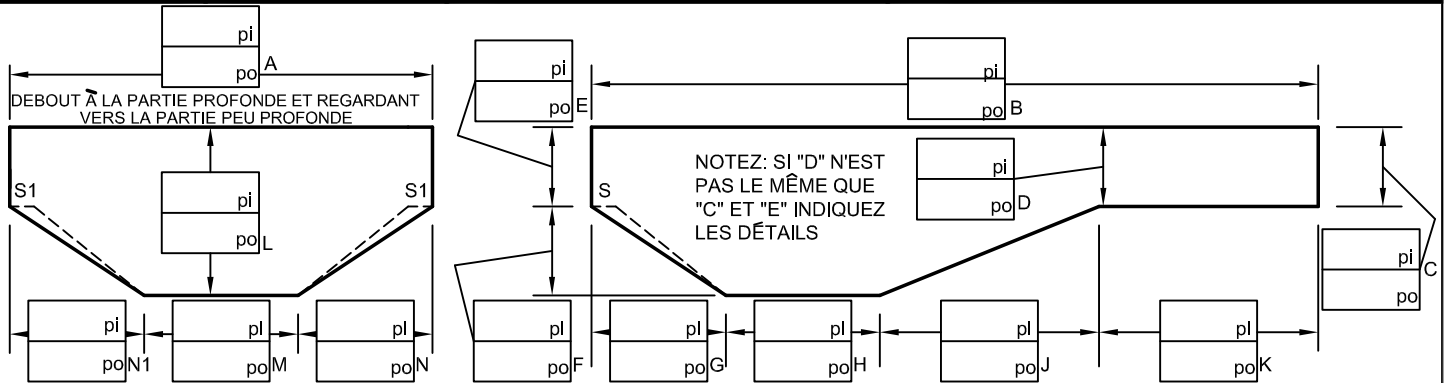 pi
po A
DEBOUT À LA PARTIE PROFONDE ET REGARDANT
VERS LA PARTIE PEU PROFONDE
S1
S1
pi
po L
pi
po N1
pl
po M
pl
po N
pi
po E
pl
po F
pi
po B
S
NOTEZ: SI "D" N'EST
PAS LE MÊME QUE
"C" ET "E" INDIQUEZ
LES DÉTAILS
pi
po D
pi C
po
pl
po G
pl
po H
pl
po J
pl
po K